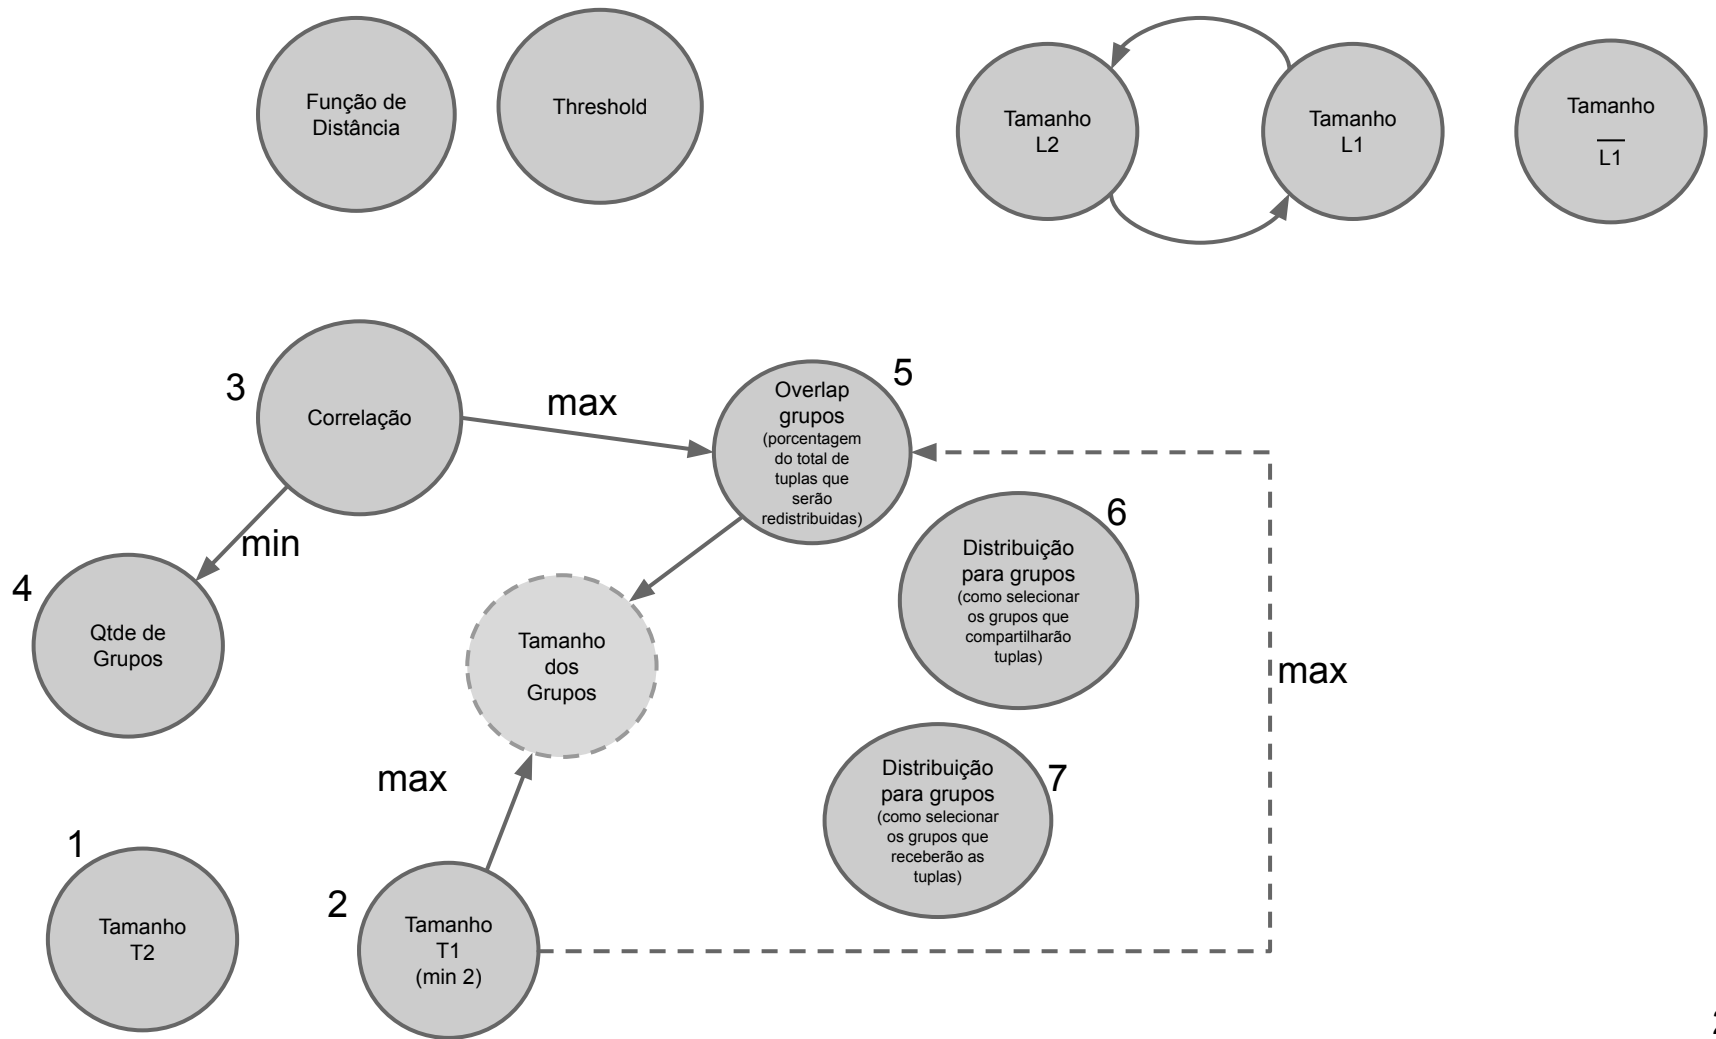 Função de
Distância
Threshold
Tamanho
L2
Tamanho
L1
Tamanho
L1
3
Correlação
max
5
Overlap
grupos
(porcentagem
do total de
tuplas que
serão
redistribuidas)
min
4
Qtde de
Grupos
6
Distribuição
para grupos
(como selecionar
os grupos que
compartilharão
tuplas)
Tamanho
dos
Grupos
max
max
7
Distribuição
para grupos
(como selecionar
os grupos que
receberão as
tuplas)
1
Tamanho
T2
2
Tamanho
T1
(min 2)